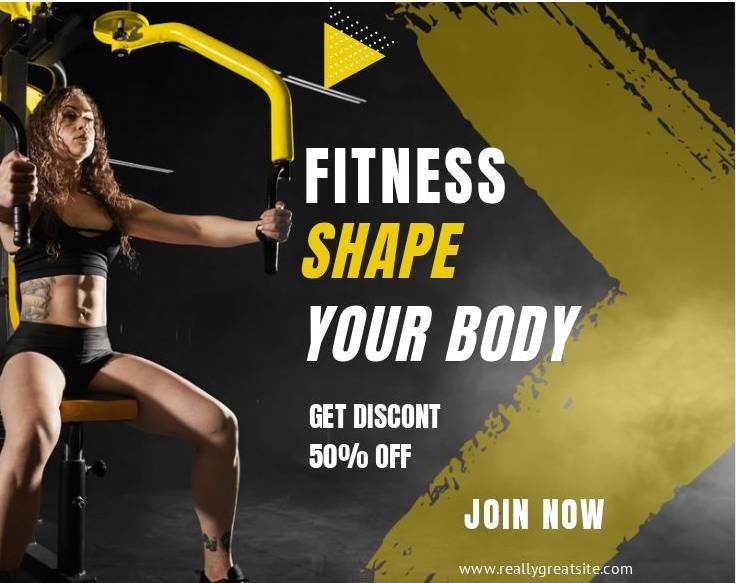 FITNESS
SHAPE
YOUR BODY
GET DISCONT
50% OFF
JOIN NOW
www.reallygreatsite.com